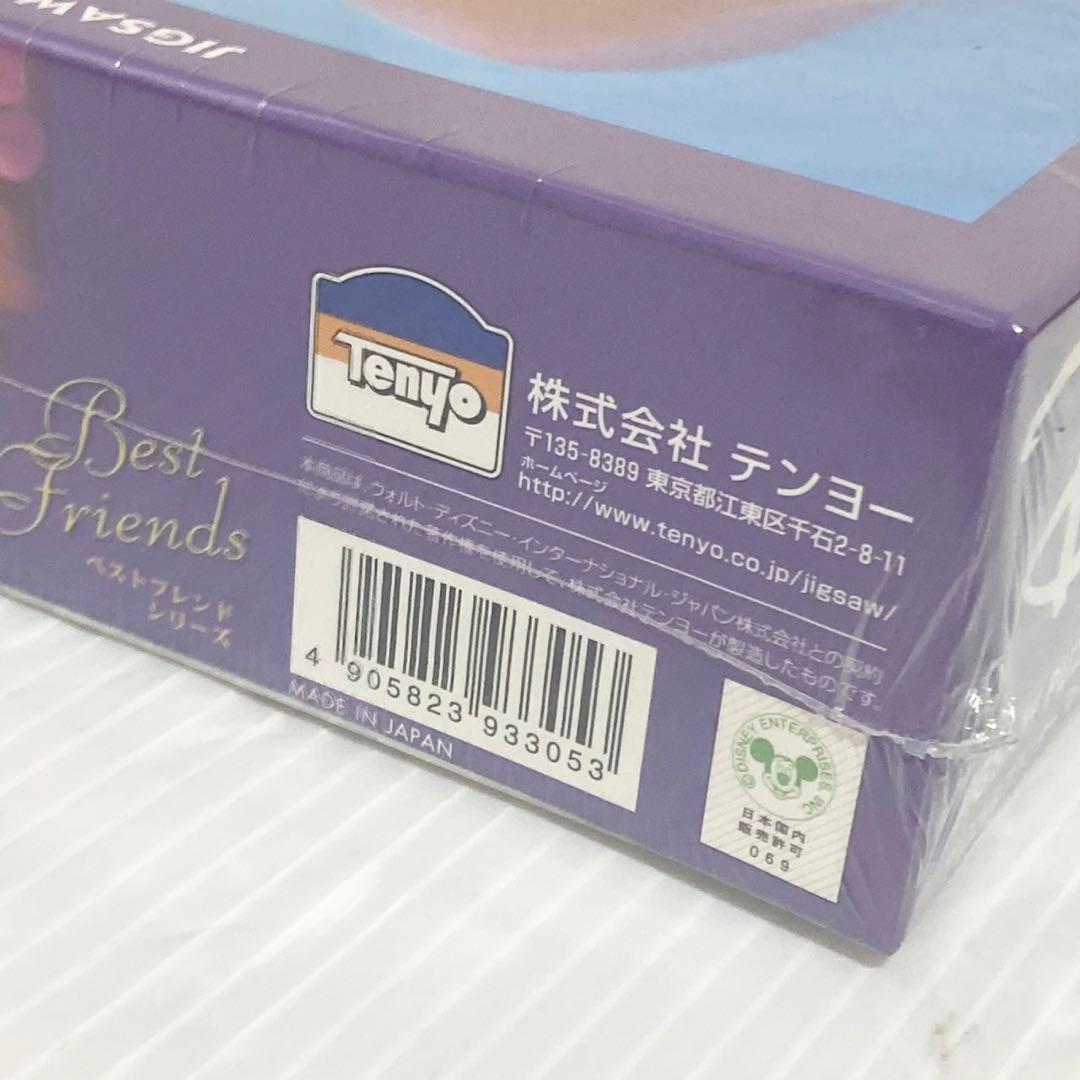 JIGSAW
Tenyo
株式会社 テンヨー
〒135-8389 東京都江東区千石2-8-11
ホームページ
http://www.tenyo.co.jp/jigsaw/
本商品は、ウォルト・ディズニー・インターナショナル・ジャパン株式会社との契約
により許諾された著作権を使用して、株式会社テンヨーが製造したものです。
Best
Friends
ベストフレンド
シリーズ
4 905823 933053
MADE IN JAPAN
©DISNEY ENTERPRISES, INC
日本国内
販売許可
069